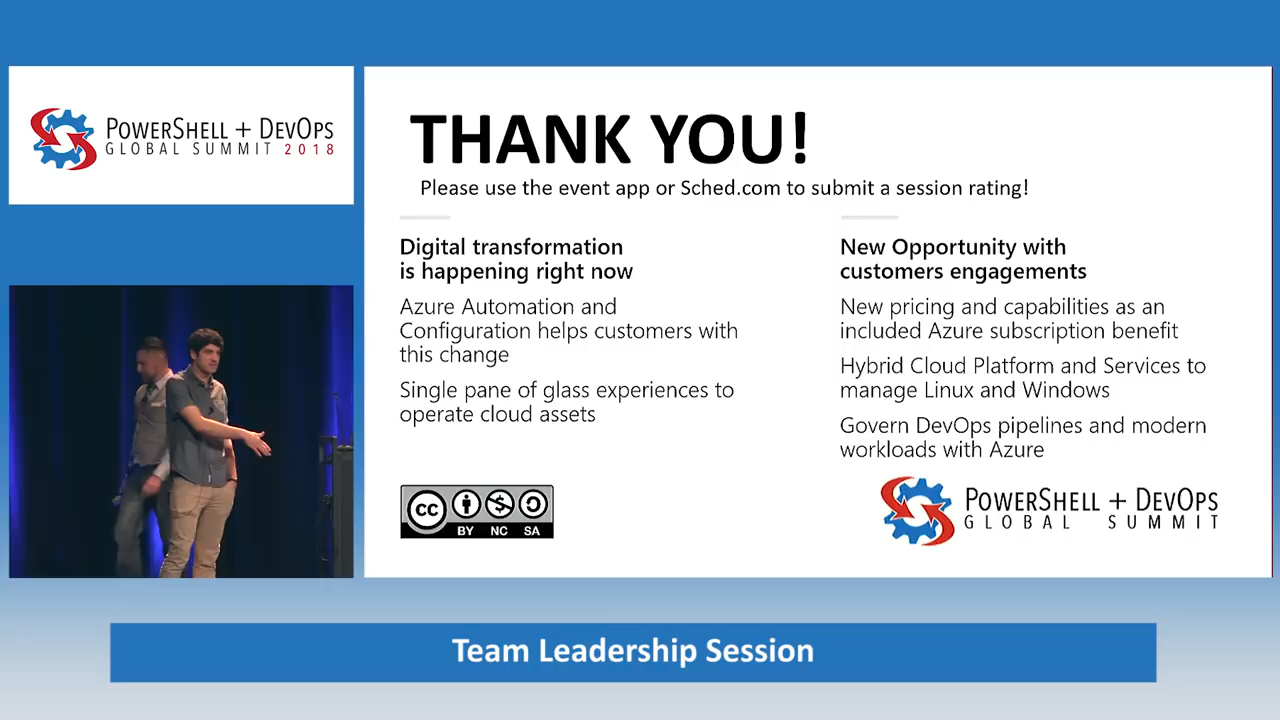 POWERSHELL + DEVOPS
GLOBAL SUMMIT 2018
THANK YOU!
Please use the event app or Sched.com to submit a session rating!
Digital transformation
is happening right now
Azure Automation and
Configuration helps customers with
this change
Single pane of glass experiences to
operate cloud assets
New Opportunity with
customers engagements
New pricing and capabilities as an
included Azure subscription benefit
Hybrid Cloud Platform and Services to
manage Linux and Windows
Govern DevOps pipelines and modern
workloads with Azure
cc
BY NC SA
POWERSHELL + DEVOPS
GLOBAL SUMMIT
Team Leadership Session